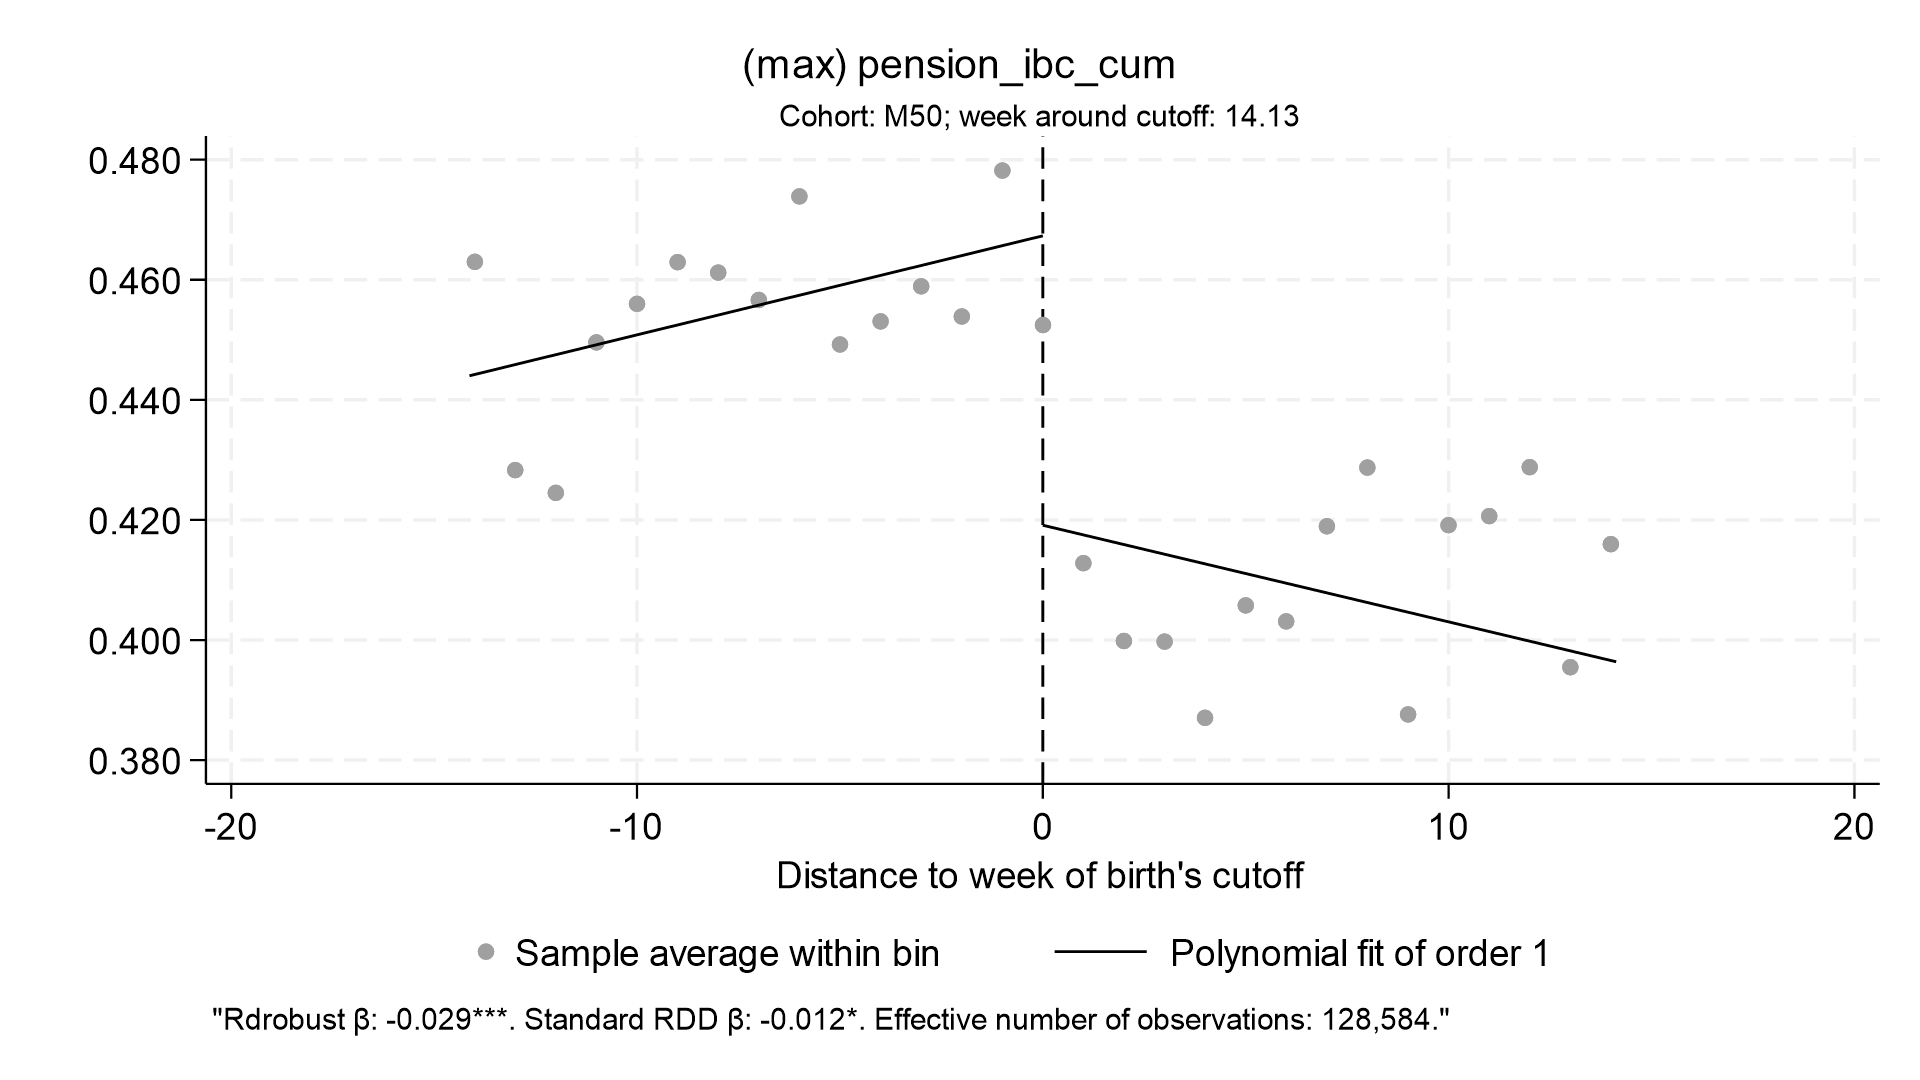 (max) pension_ibc_cum
Cohort: M50; week around cutoff: 14.13
0.480
0.460
0.440
0.420
0.400
0.380
-20 -10 0 10 20
Distance to week of birth's cutoff
Sample average within bin Polynomial fit of order 1
"Rdrobust β: -0.029***. Standard RDD β: -0.012*. Effective number of observations: 128,584."